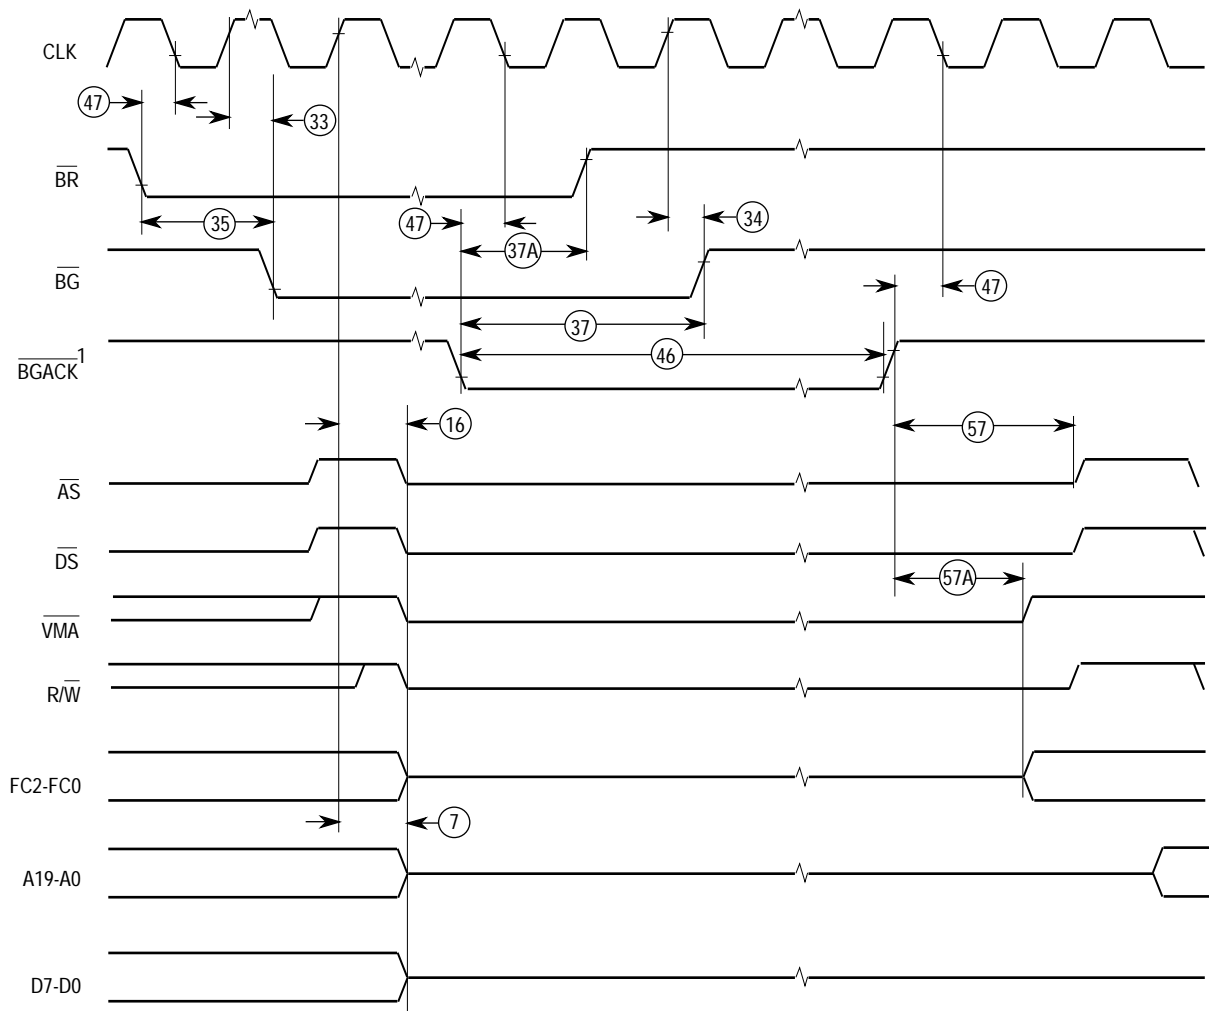 CLK
47
33
BR
35
47
37A
34
BG
47
37
BGACK1
46
16
57
AS
DS
57A
VMA
R/W
FC2-FC0
7
A19-A0
D7-D0